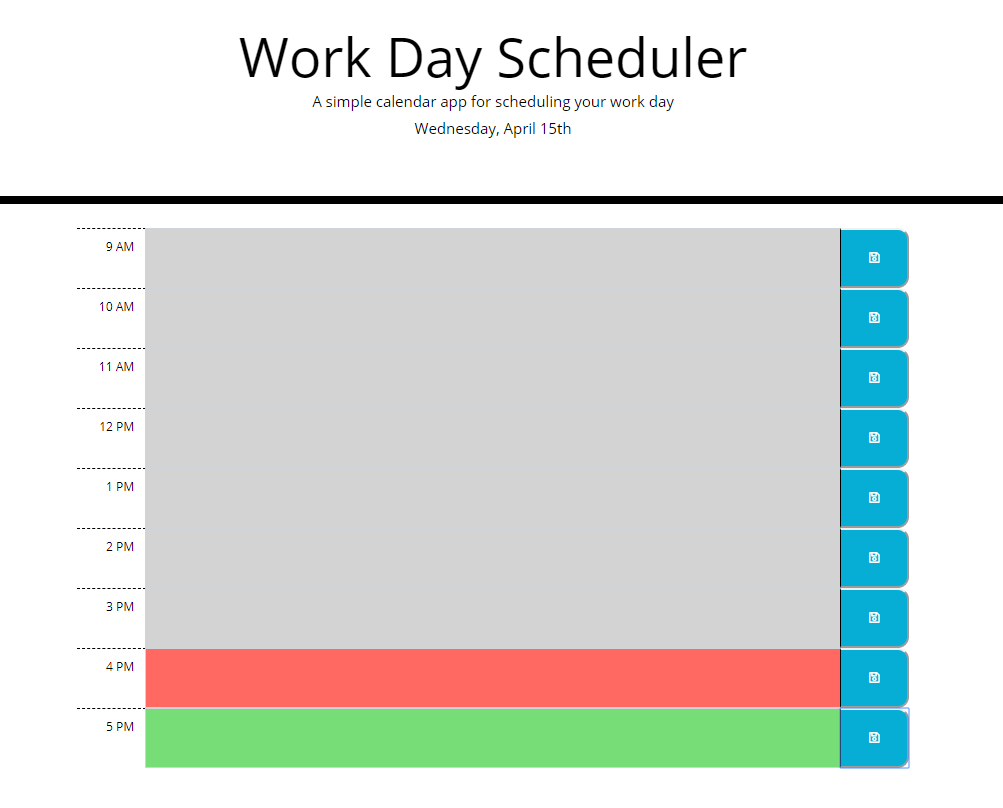 Work Day Scheduler
A simple calendar app for scheduling your work day
Wednesday, April 15th
9 AM
10 AM
11 AM
12 PM
1 PM
2 PM
3 PM
4 PM
5 PM